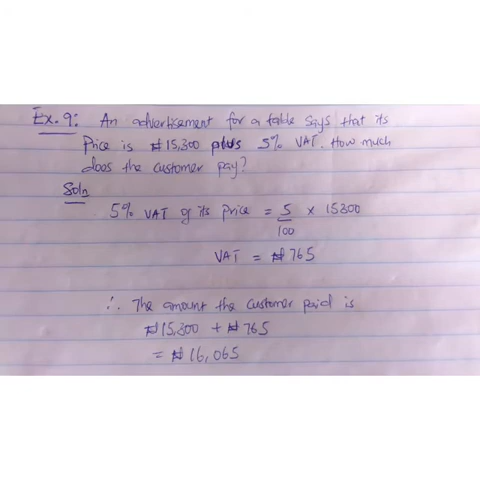 Ex. 9: An advertisement for a table says that its
Price is ₦15,300 plus 5% VAT. How much
does the customer pay?
Soln
5% VAT of its Price = 5/100 × 15300
VAT = ₦765
∴ The amount the customer paid is
₦15,300 + ₦765
= ₦16,065